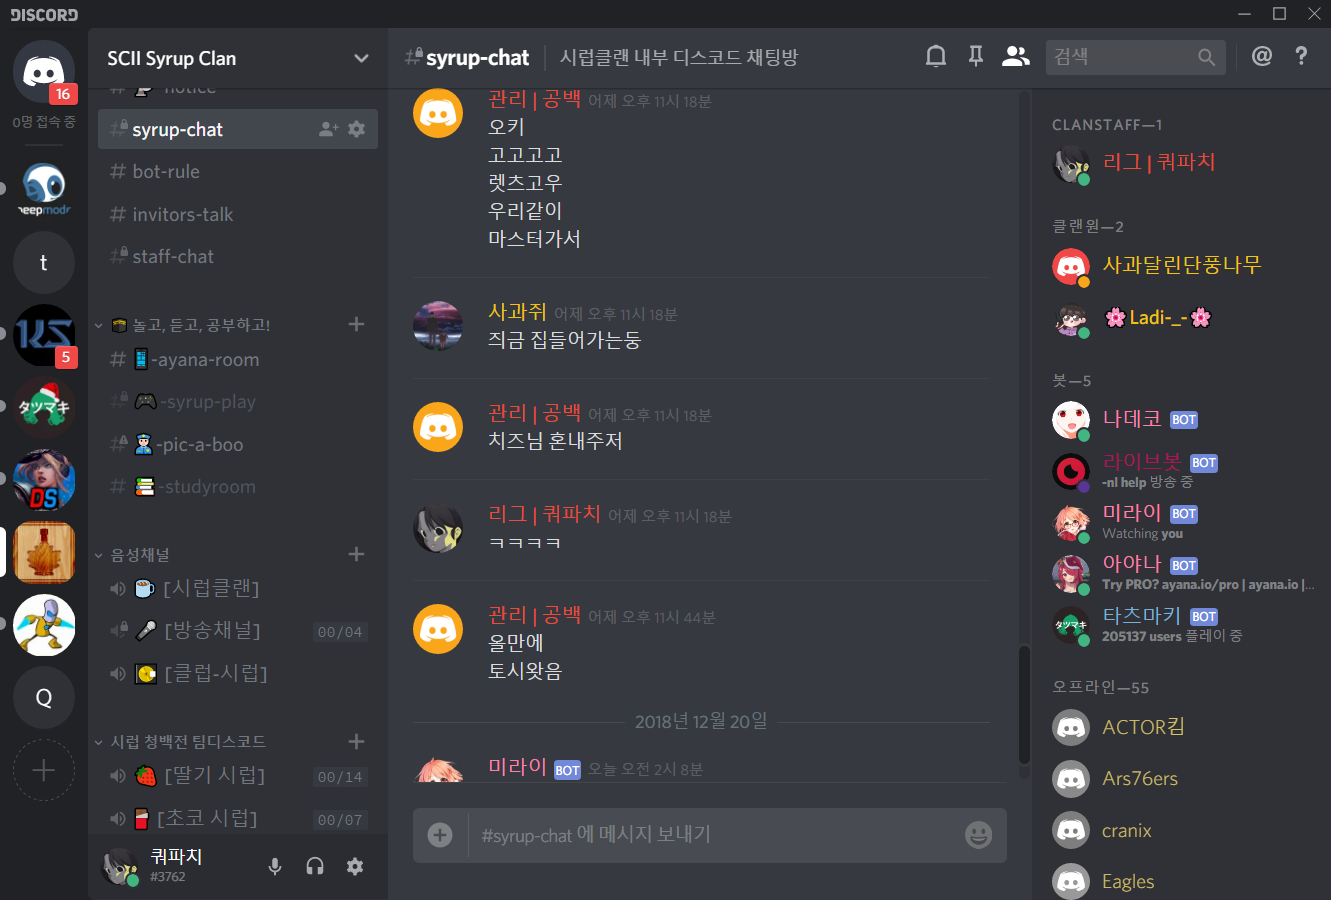 DISCORD
16
0명 접속 중
beepmode
t
KS
5
タツマキ
DS
Q
SCII Syrup Clan
notice
syrup-chat
bot-rule
invitors-talk
staff-chat
놀고, 듣고, 공부하고!
-ayana-room
-syrup-play
-pic-a-boo
-studyroom
음성채널
[시럽클랜]
[방송채널] 00/04
[클럽-시럽]
시럽 청백전 팀디스코드
[딸기 시럽] 00/14
[초코 시럽] 00/07
쿼파치
#3762
#syrup-chat 시럽클랜 내부 디스코드 채팅방
검색
관리 | 공백 어제 오후 11시 18분
오키
고고고고
렛츠고우
우리같이
마스터가서
사과쥐 어제 오후 11시 18분
즤금 집들어가는둥
관리 | 공백 어제 오후 11시 18분
치즈님 혼내주저
리그 | 쿼파치 어제 오후 11시 18분
ㅋㅋㅋㅋ
관리 | 공백 어제 오후 11시 44분
올만에
토시왓음
2018년 12월 20일
미라이 BOT 오늘 오전 2시 8분
#syrup-chat 에 메시지 보내기
CLANSTAFF—1
리그 | 쿼파치
클랜원—2
사과달린단풍나무
🌸Ladi-_-🌸
봇—5
나데코 BOT
라이브봇 BOT
-nl help 방송 중
미라이 BOT
Watching you
아야나 BOT
Try PRO? ayana.io/pro | ayana.io |...
타츠마키 BOT
タツマキ
205137 users 플레이 중
오프라인—55
ACTOR킴
Ars76ers
cranix
Eagles